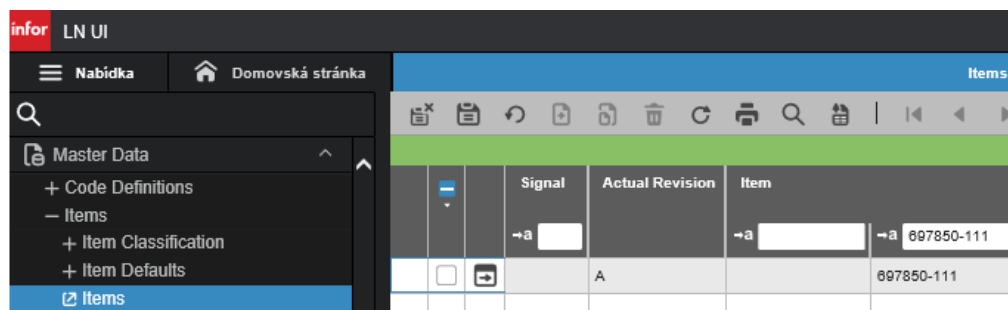 infor LN UI
Nabídka Domovská stránka Items
Master Data
+ Code Definitions
− Items
+ Item Classification
+ Item Defaults
Items
Signal Actual Revision Item
→a →a →a 697850-111
A 697850-111